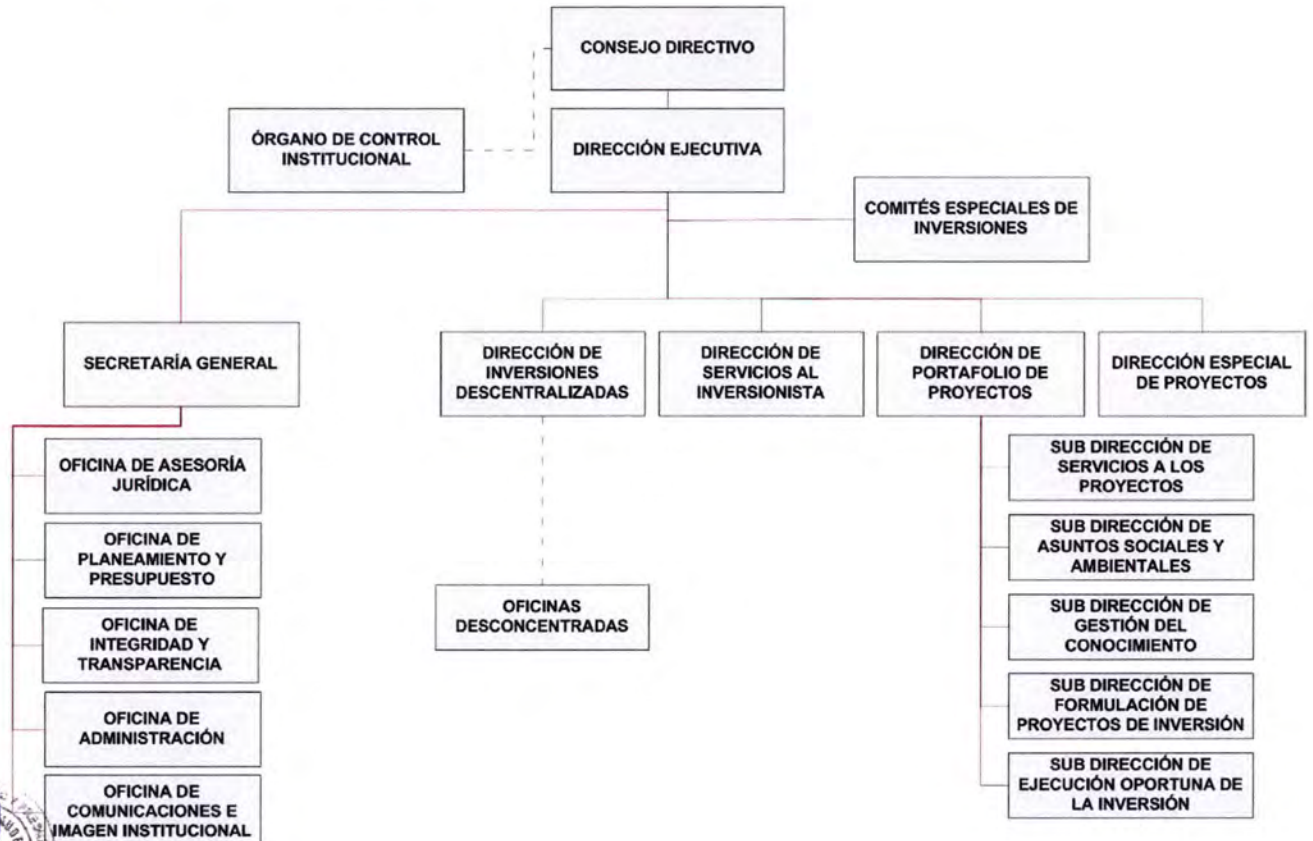 CONSEJO DIRECTIVO
ÓRGANO DE CONTROL
INSTITUCIONAL
DIRECCIÓN EJECUTIVA
COMITÉS ESPECIALES DE
INVERSIONES
SECRETARÍA GENERAL
DIRECCIÓN DE
INVERSIONES
DESCENTRALIZADAS
DIRECCIÓN DE
SERVICIOS AL
INVERSIONISTA
DIRECCIÓN DE
PORTAFOLIO DE
PROYECTOS
DIRECCIÓN ESPECIAL
DE PROYECTOS
OFICINA DE ASESORÍA
JURÍDICA
OFICINA DE
PLANEAMIENTO Y
PRESUPUESTO
OFICINA DE
INTEGRIDAD Y
TRANSPARENCIA
OFICINA DE
ADMINISTRACIÓN
OFICINA DE
COMUNICACIONES E
IMAGEN INSTITUCIONAL
OFICINAS
DESCONCENTRADAS
SUB DIRECCIÓN DE
SERVICIOS A LOS
PROYECTOS
SUB DIRECCIÓN DE
ASUNTOS SOCIALES Y
AMBIENTALES
SUB DIRECCIÓN DE
GESTIÓN DEL
CONOCIMIENTO
SUB DIRECCIÓN DE
FORMULACIÓN DE
PROYECTOS DE INVERSIÓN
SUB DIRECCIÓN DE
EJECUCIÓN OPORTUNA DE
LA INVERSIÓN